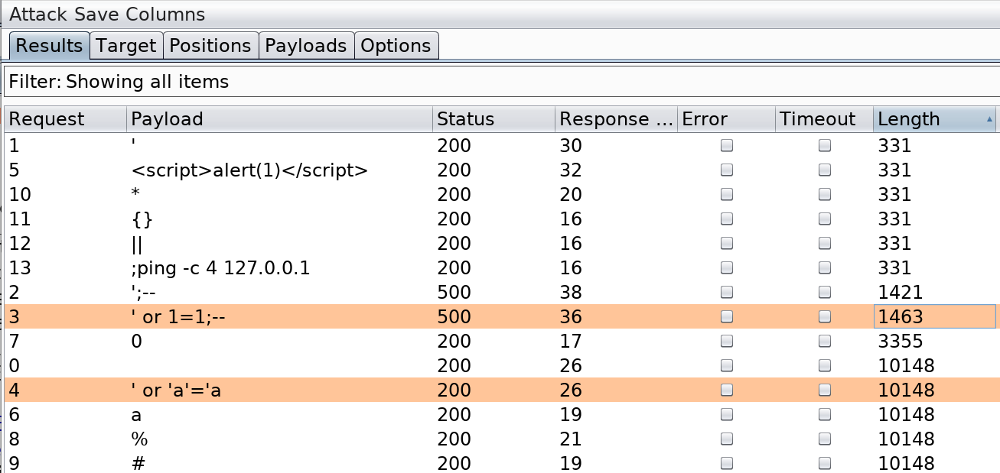 Attack Save Columns
Results Target Positions Payloads Options
Filter: Showing all items
Request Payload Status Response ... Error Timeout Length
1 ' 200 30 331
5 <script>alert(1)</script> 200 32 331
10 * 200 20 331
11 {} 200 16 331
12 || 200 16 331
13 ;ping -c 4 127.0.0.1 200 16 331
2 ';-- 500 38 1421
3 ' or 1=1;-- 500 36 1463
7 0 200 17 3355
0 200 26 10148
4 ' or 'a'='a 200 26 10148
6 a 200 19 10148
8 % 200 21 10148
9 # 200 19 10148